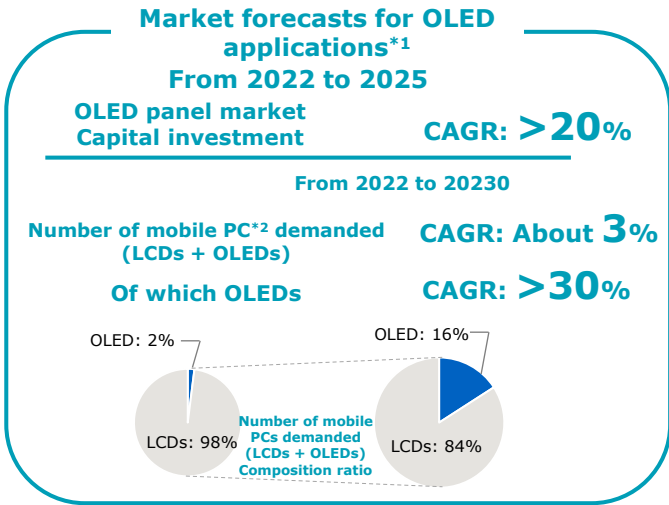 Market forecasts for OLED
applications*1
From 2022 to 2025
OLED panel market
Capital investment
CAGR: >20%
From 2022 to 20230
Number of mobile PC*2 demanded
(LCDs + OLEDs)
CAGR: About 3%
Of which OLEDs
CAGR: >30%
OLED: 2%
LCDs: 98%
Number of mobile
PCs demanded
(LCDs + OLEDs)
Composition ratio
OLED: 16%
LCDs: 84%